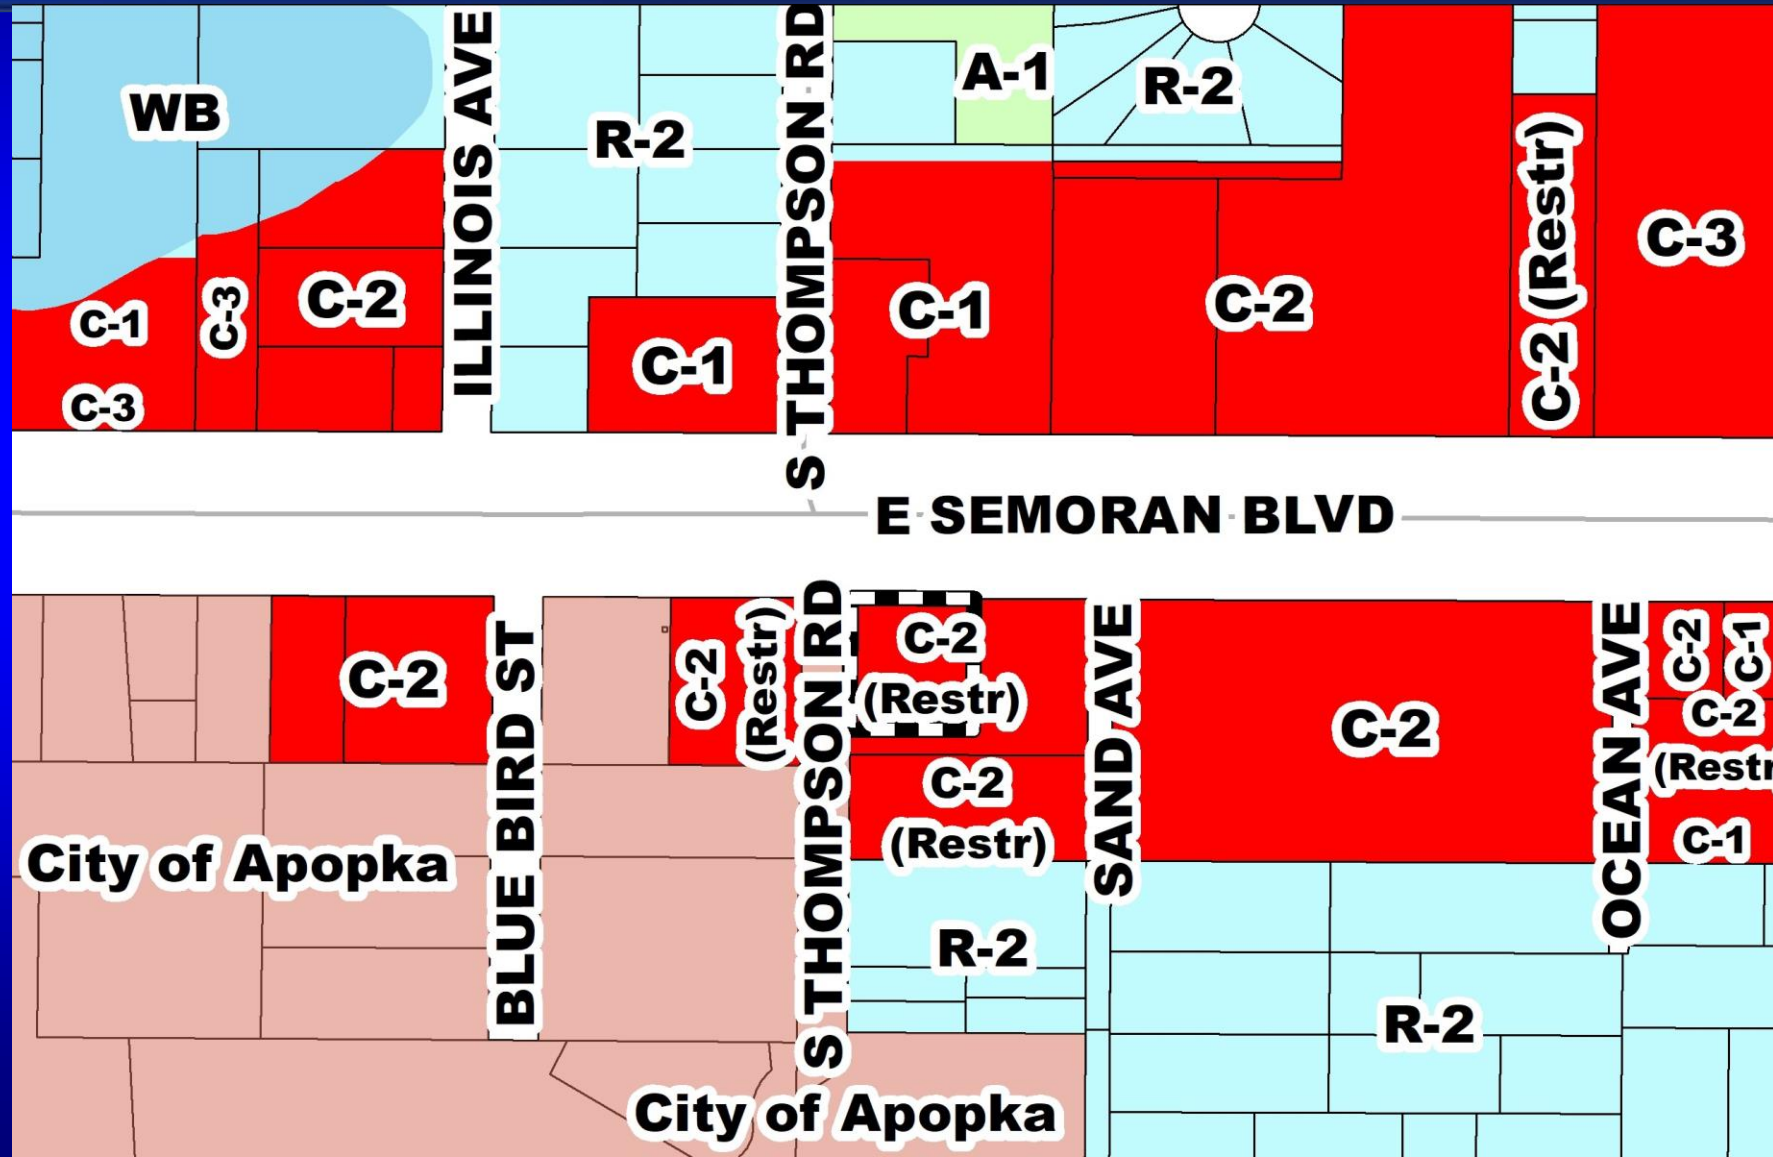 WB
ILLINOIS AVE
R-2
S THOMPSON RD
A-1
R-2
C-2 (Restr)
C-3
C-1
C-3
C-3
C-2
C-1
C-1
C-2
E SEMORAN BLVD
C-2
BLUE BIRD ST
C-2
(Restr)
S THOMPSON RD
C-2
(Restr)
C-2
(Restr)
SAND AVE
C-2
OCEAN AVE
C-2
C-1
C-2
(Restr
C-1
City of Apopka
R-2
R-2
City of Apopka